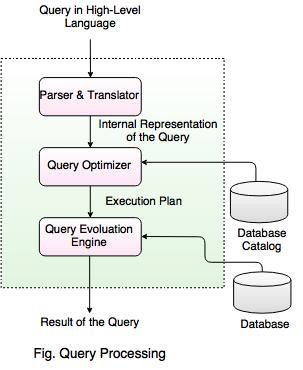 Query in High-Level
Language
Parser & Translator
Internal Representation
of the Query
Query Optimizer
Execution Plan
Database
Catalog
Query Evoluation
Engine
Result of the Query
Database
Fig. Query Processing